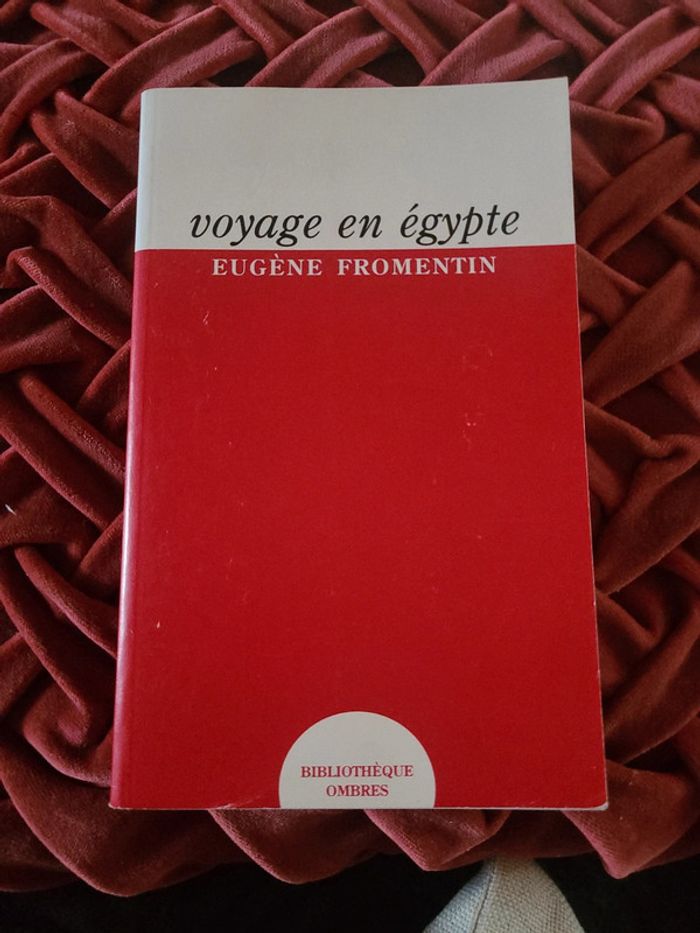 voyage en égypte
EUGÈNE FROMENTIN
BIBLIOTHÈQUE
OMBRES